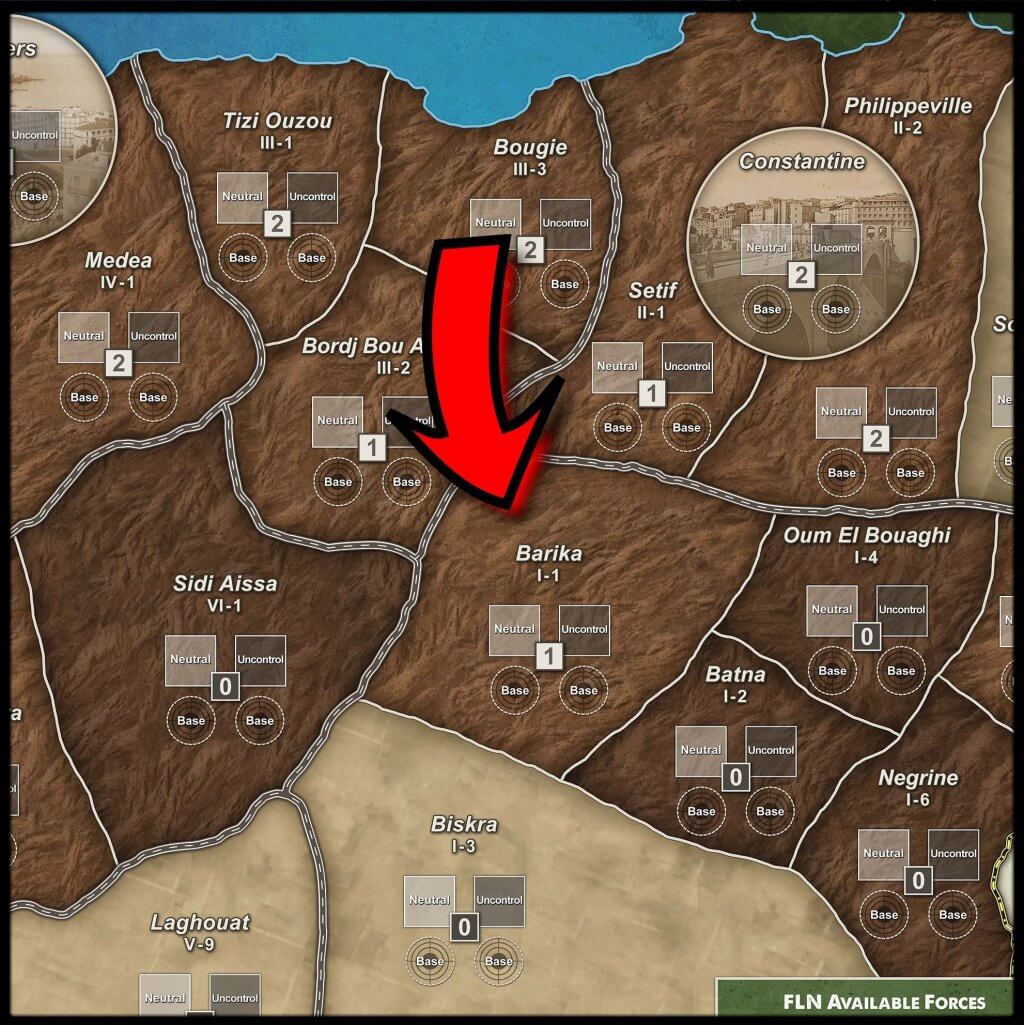 ers
Uncontrol
Base
Tizi Ouzou
III-1
Neutral Uncontrol
2
Base Base
Bougie
III-3
Neutral Uncontrol
2
Base
Philippeville
II-2
Constantine
Neutral Uncontrol
2
Base Base
Medea
IV-1
Neutral Uncontrol
2
Base Base
Setif
II-1
Neutral Uncontrol
1
Base Base
Bordj Bou A
III-2
Neutral
1
Base Base
Neutral Uncontrol
2
Base Base
Barika
I-1
Neutral Uncontrol
1
Base Base
Oum El Bouaghi
I-4
Neutral Uncontrol
0
Base Base
Sidi Aissa
VI-1
Neutral Uncontrol
0
Base Base
Batna
I-2
Neutral Uncontrol
0
Base Base
Negrine
I-6
Neutral Uncontrol
0
Base Base
Biskra
I-3
Neutral Uncontrol
0
Base Base
Laghouat
V-9
Neutral Uncontrol
FLN AVAILABLE FORCES